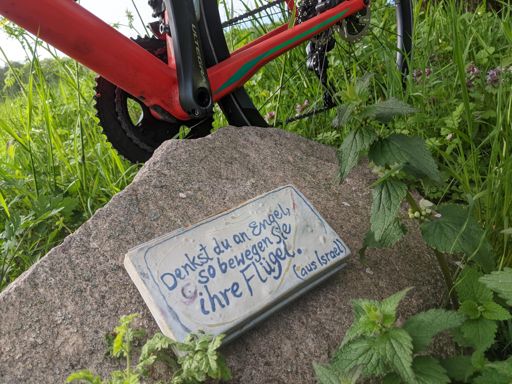 Denkst du an Engel,
so bewegen Sie
ihre Flügel.
(aus Israel)